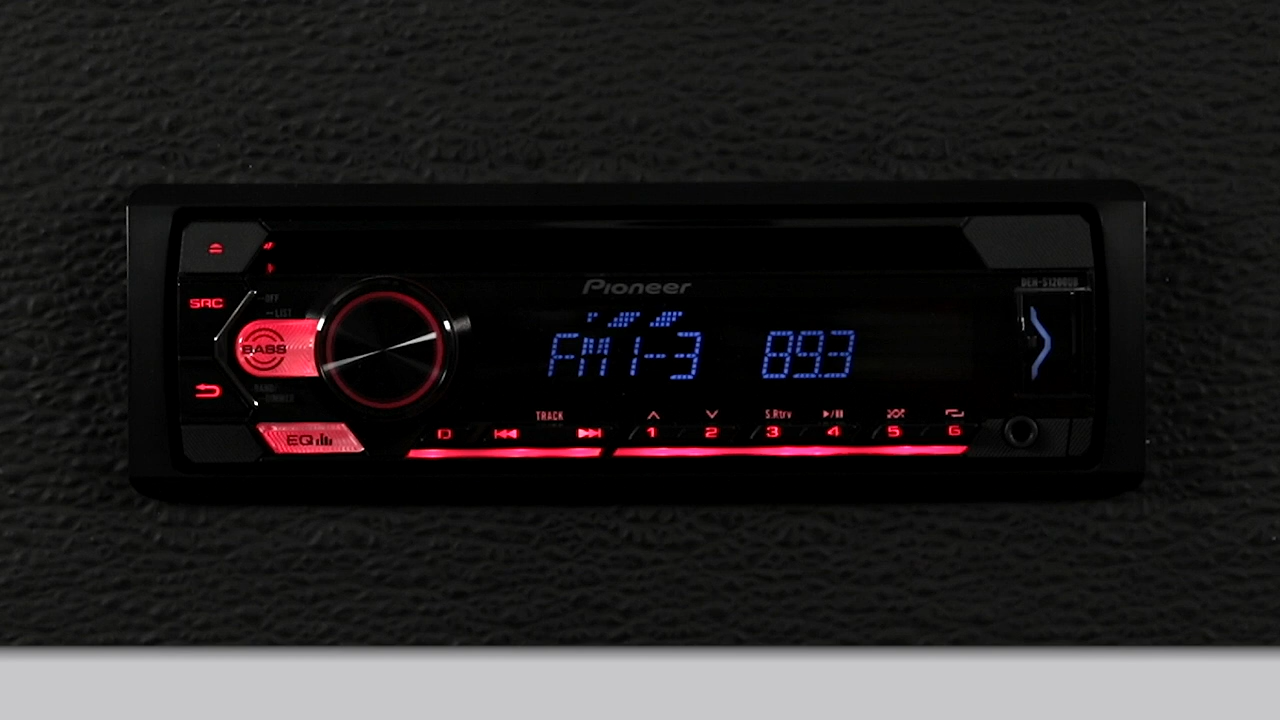 Pioneer
DEH-S1200UB
SRC
OFF
LIST
BASS
FM1-3 89.3
BAND/
DIMMER
TRACK S.Rtrv
EQ D 1 2 3 4 5 6